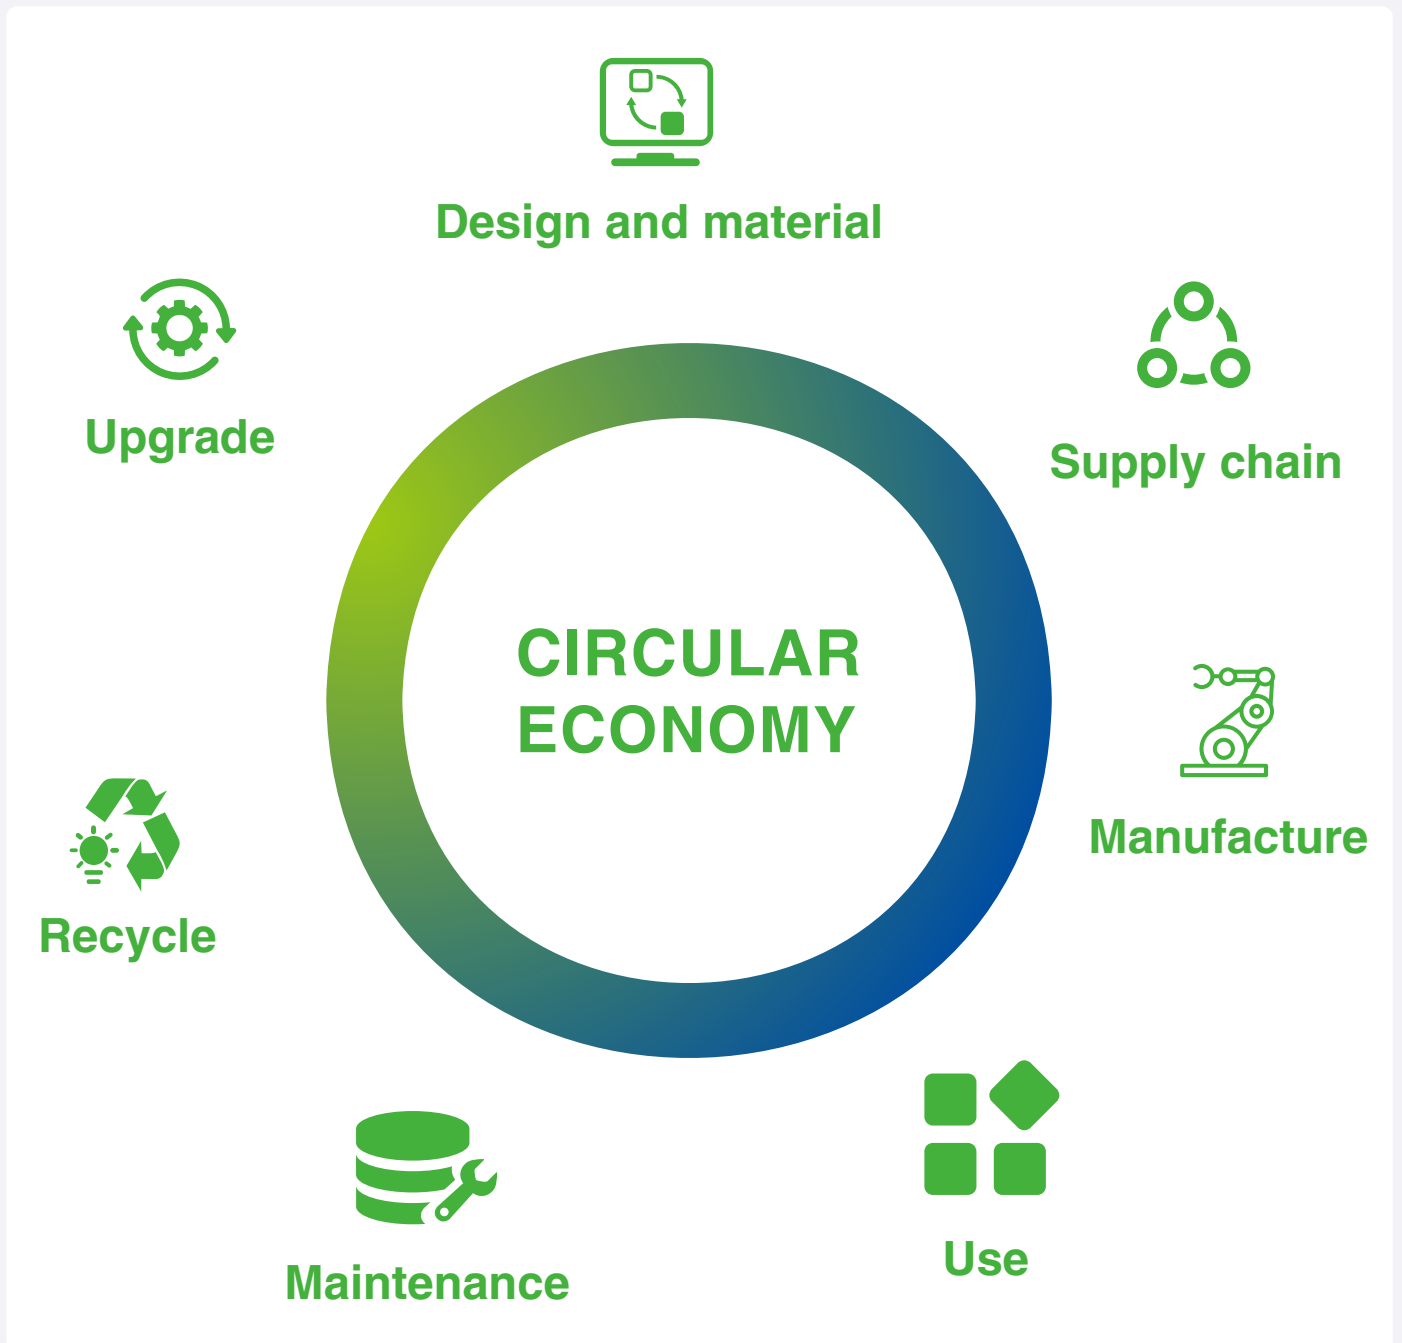 Design and material
Upgrade
Supply chain
CIRCULAR
ECONOMY
Manufacture
Recycle
Use
Maintenance